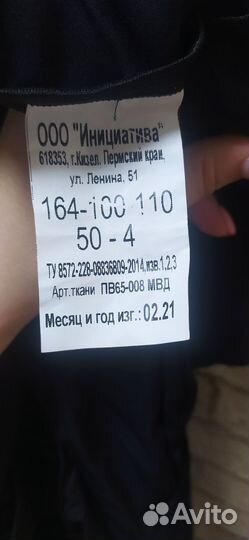 ООО "Инициатива"
618353, г.Кизел. Пермский край,
ул. Ленина. 51
164-100-110
50 - 4
ТУ 8572-228-08836809-2014,изв.1,2,3
Арт.ткани ПВ65-008 МВД
Месяц и год изг.: 02.21
Avito